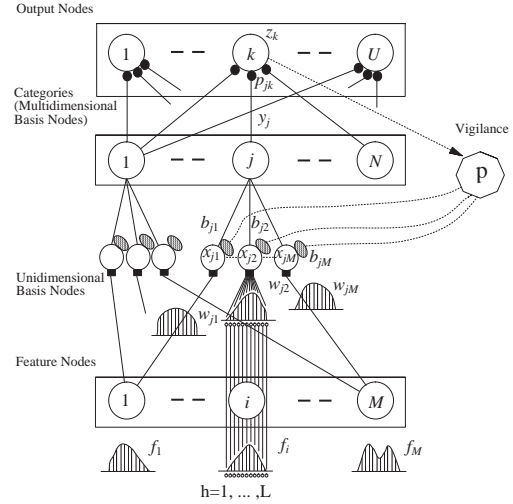 Output Nodes
z_k
1 – – k – – U
p_jk
Categories
(Multidimensional
Basis Nodes)
y_j
Vigilance
1 – – j – – N
p
b_j1 b_j2
x_j1 x_j2 x_jM b_jM
Unidimensional
Basis Nodes
w_j1 w_j2 w_jM
Feature Nodes
1 – – i – – M
f_1 f_i f_M
h=1, ... ,L